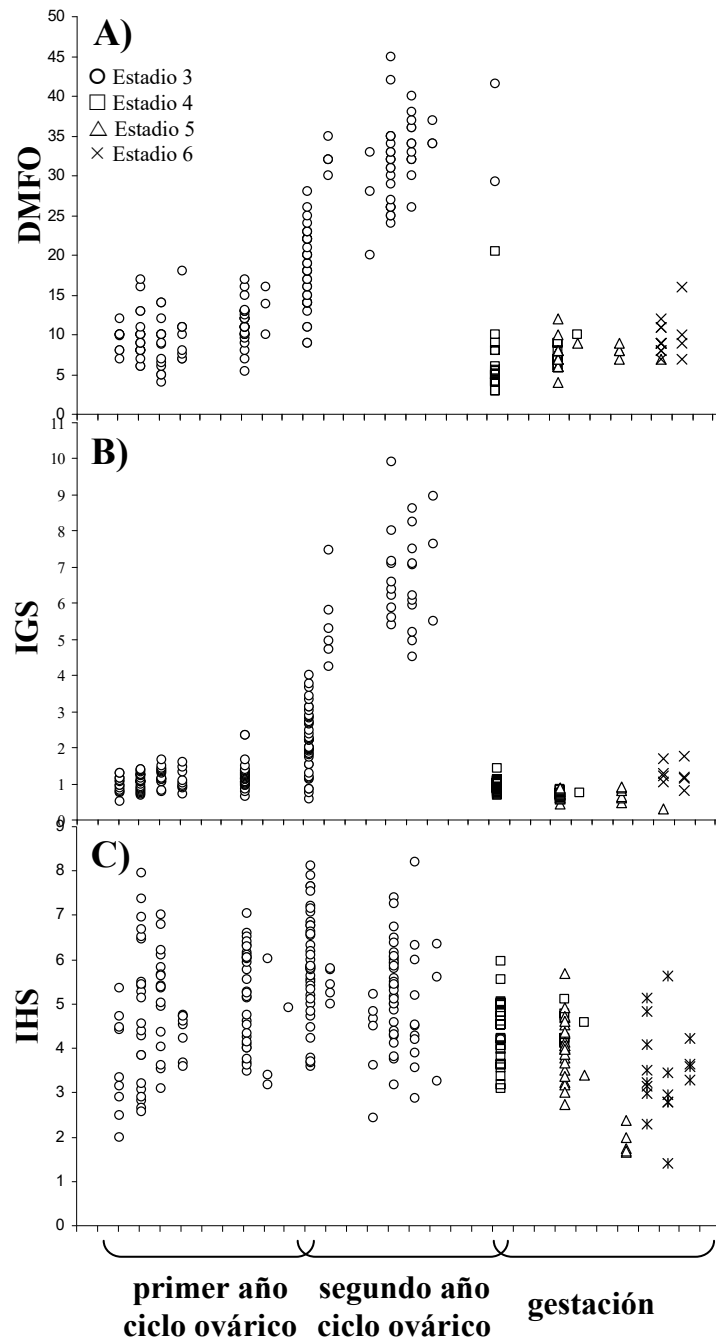 A)
Estadio 3
Estadio 4
Estadio 5
Estadio 6
DMFO
50
45
40
35
30
25
20
15
10
5
0
B)
IGS
11
10
9
8
7
6
5
4
3
2
1
0
C)
IHS
9
8
7
6
5
4
3
2
1
0
primer año
ciclo ovárico
segundo año
ciclo ovárico
gestación